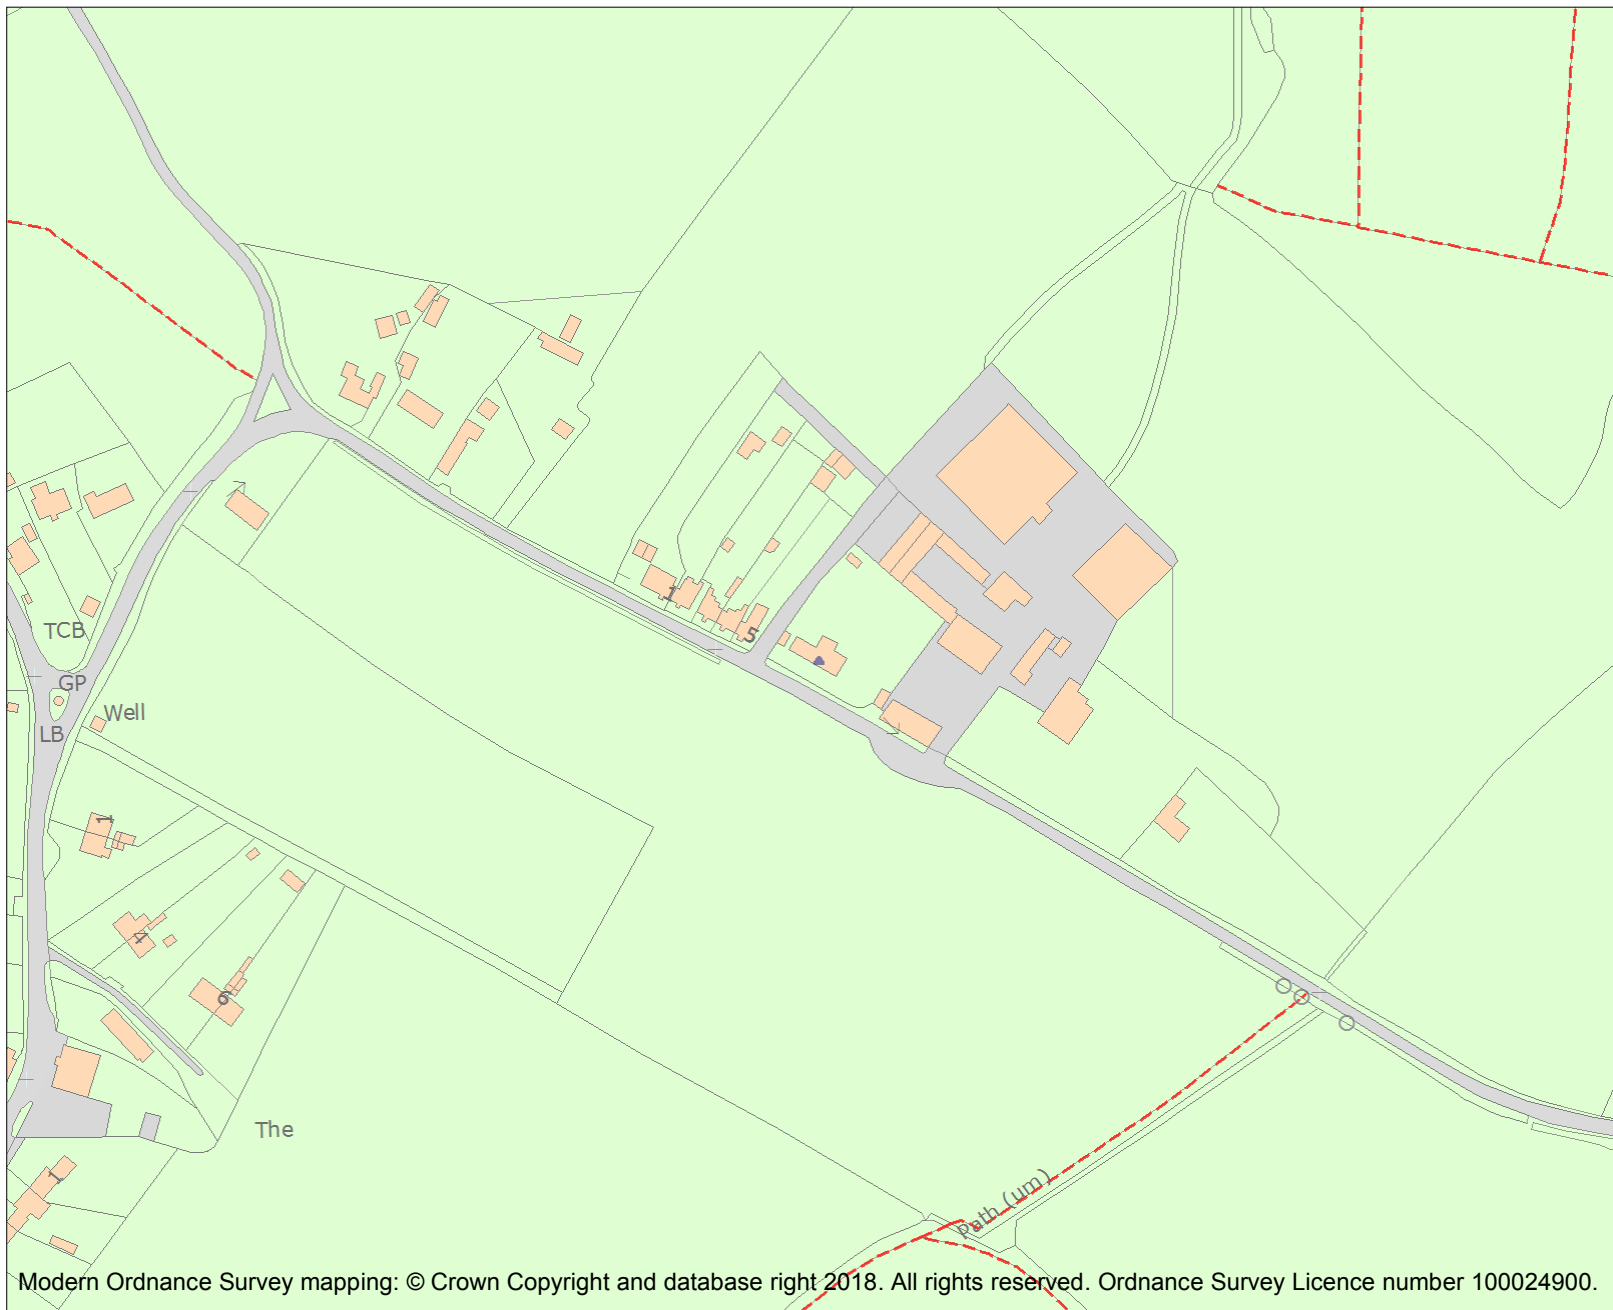 1
5
TCB
GP
Well
LB
1
4
6
The
1
Path (um)
Modern Ordnance Survey mapping: © Crown Copyright and database right 2018. All rights reserved. Ordnance Survey Licence number 100024900.